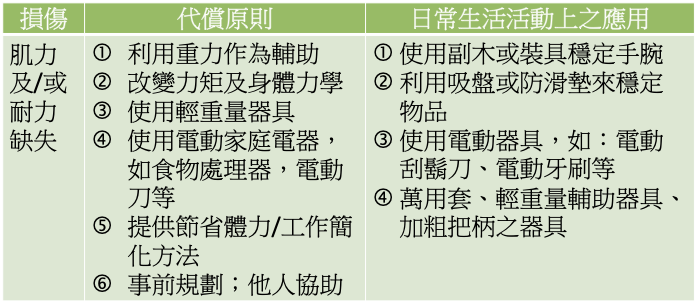 損傷
代償原則
日常生活活動上之應用
肌力
及/或
耐力
缺失
① 利用重力作為輔助
② 改變力矩及身體力學
③ 使用輕重量器具
④ 使用電動家庭電器，
如食物處理器，電動
刀等
⑤ 提供節省體力/工作簡
化方法
⑥ 事前規劃；他人協助
① 使用副木或裝具穩定手腕
② 利用吸盤或防滑墊來穩定
物品
③ 使用電動器具，如：電動
刮鬍刀、電動牙刷等
④ 萬用套、輕重量輔助器具、
加粗把柄之器具